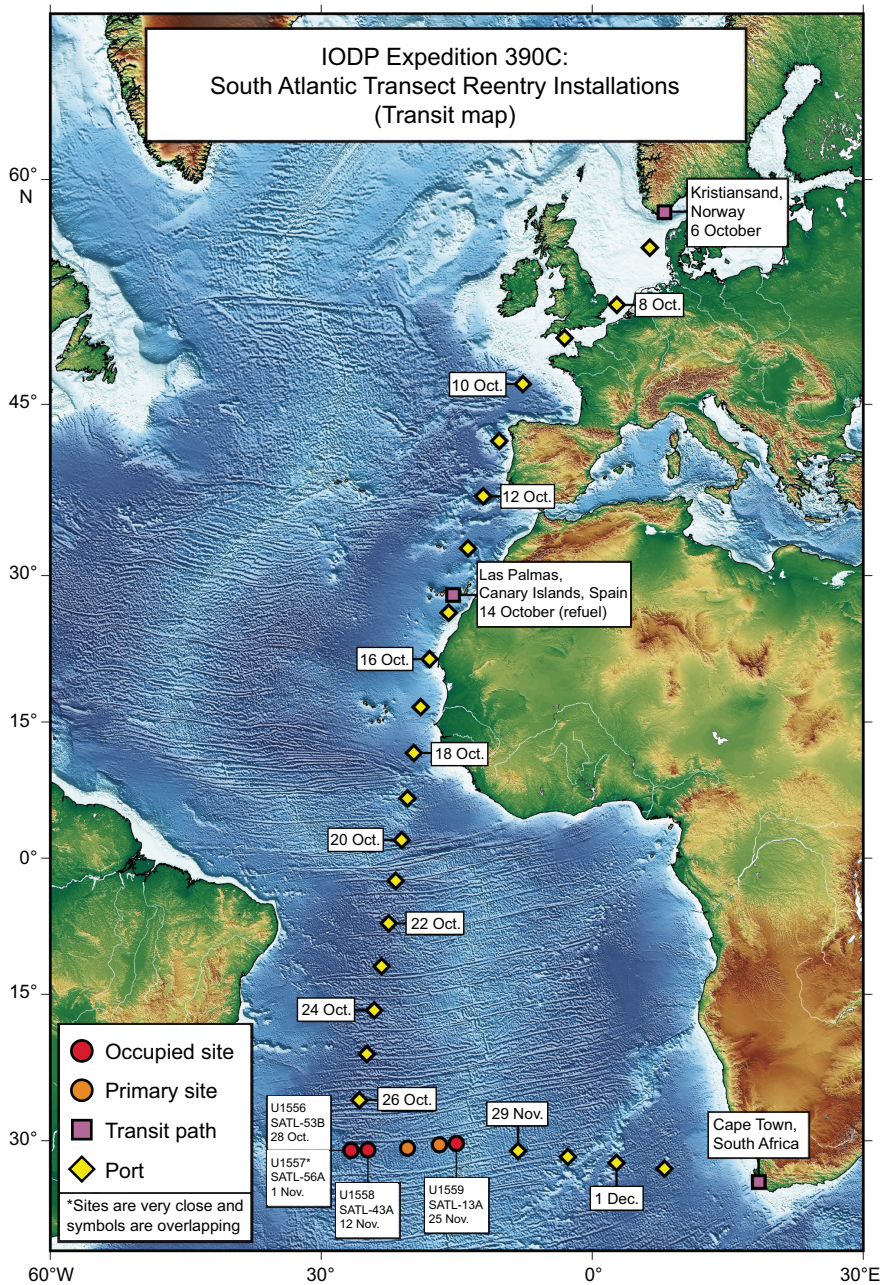 IODP Expedition 390C:
South Atlantic Transect Reentry Installations
(Transit map)
60°
N
Kristiansand,
Norway
6 October
8 Oct.
10 Oct.
45°
12 Oct.
30°
Las Palmas,
Canary Islands, Spain
14 October (refuel)
16 Oct.
15°
18 Oct.
20 Oct.
0°
22 Oct.
15°
24 Oct.
Occupied site
Primary site
Transit path
Port
*Sites are very close and
symbols are overlapping
26 Oct.
U1556
SATL-53B
28 Oct.
U1557*
SATL-56A
1 Nov.
U1558
SATL-43A
12 Nov.
U1559
SATL-13A
25 Nov.
29 Nov.
1 Dec.
Cape Town,
South Africa
30°
60°W
30°
0°
30°E